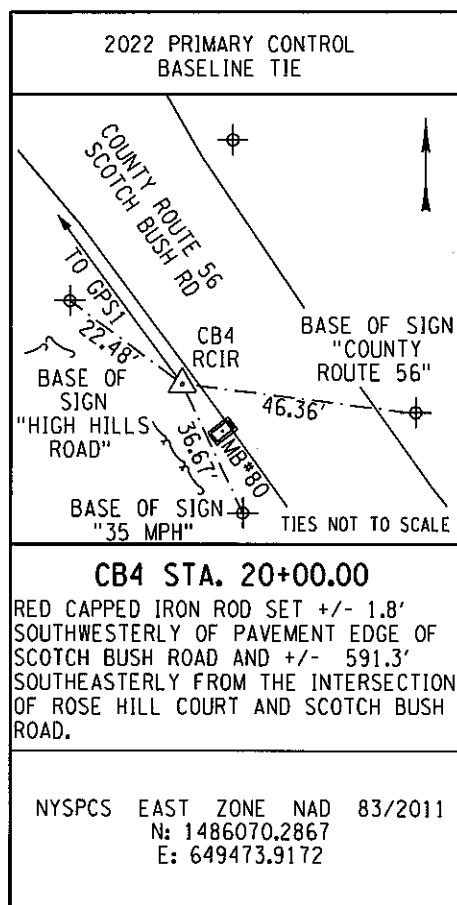 2022 PRIMARY CONTROL
BASELINE TIE
COUNTY ROUTE 56
SCOTCH BUSH RD
TO GPS1
22.48'
CB4
RCIR
BASE OF SIGN
"COUNTY
ROUTE 56"
46.36'
BASE OF
SIGN
"HIGH HILLS
ROAD"
36.67'
MB#80
BASE OF SIGN
"35 MPH"
TIES NOT TO SCALE
CB4 STA. 20+00.00
RED CAPPED IRON ROD SET +/- 1.8'
SOUTHWESTERLY OF PAVEMENT EDGE OF
SCOTCH BUSH ROAD AND +/- 591.3'
SOUTHEASTERLY FROM THE INTERSECTION
OF ROSE HILL COURT AND SCOTCH BUSH
ROAD.
NYSPCS EAST ZONE NAD 83/2011
N: 1486070.2867
E: 649473.9172